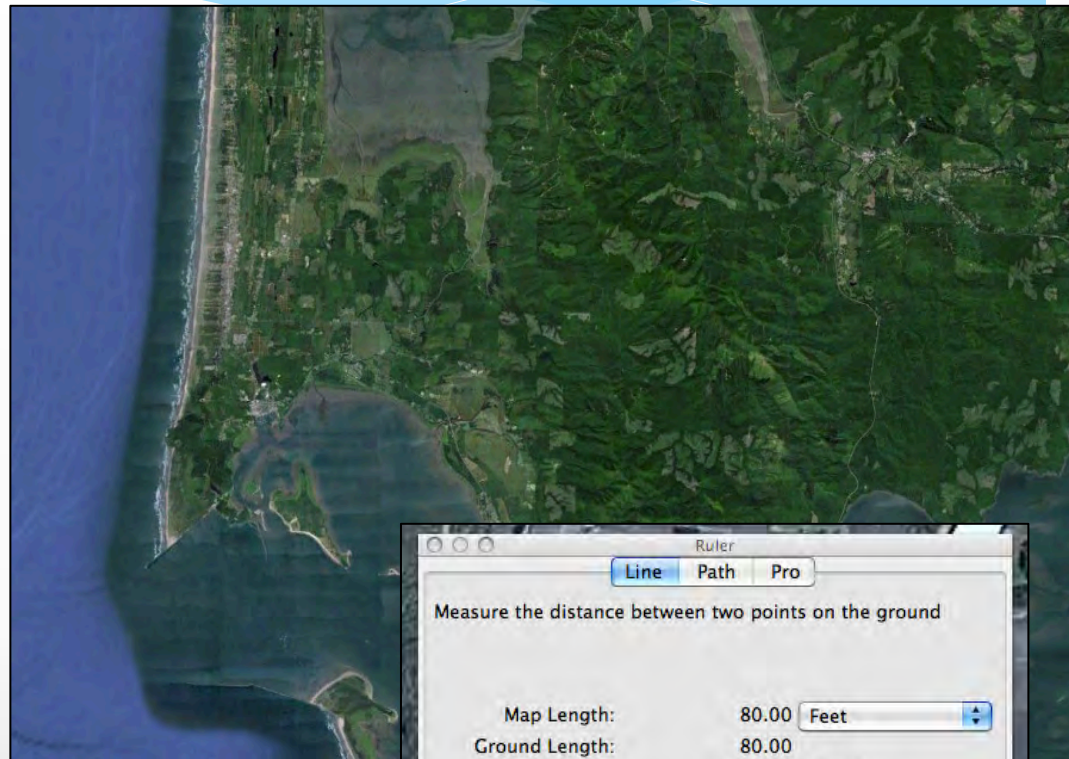 Ruler
Line Path Pro
Measure the distance between two points on the ground
Map Length: 80.00 Feet
Ground Length: 80.00